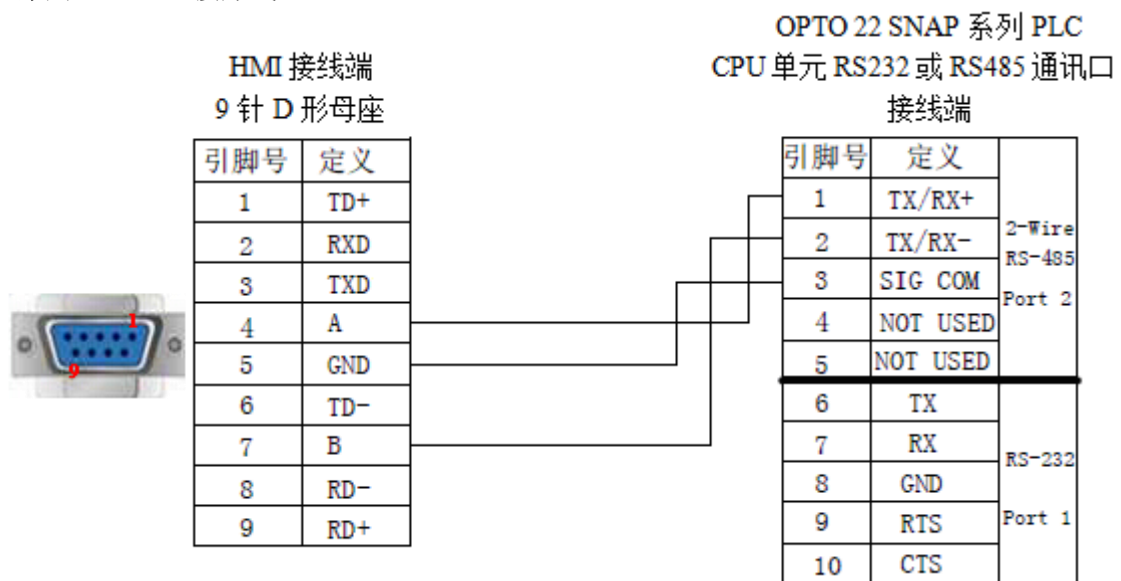 OPTO 22 SNAP 系列 PLC
CPU 单元 RS232 或 RS485 通讯口
接线端
HMI 接线端
9 针 D 形母座
引脚号 定义
1 TD+
2 RXD
3 TXD
4 A
5 GND
6 TD-
7 B
8 RD-
9 RD+
1
9
引脚号 定义
1 TX/RX+
2 TX/RX-
3 SIG COM
4 NOT USED
5 NOT USED
2-Wire
RS-485
Port 2
6 TX
7 RX
8 GND
9 RTS
10 CTS
RS-232
Port 1